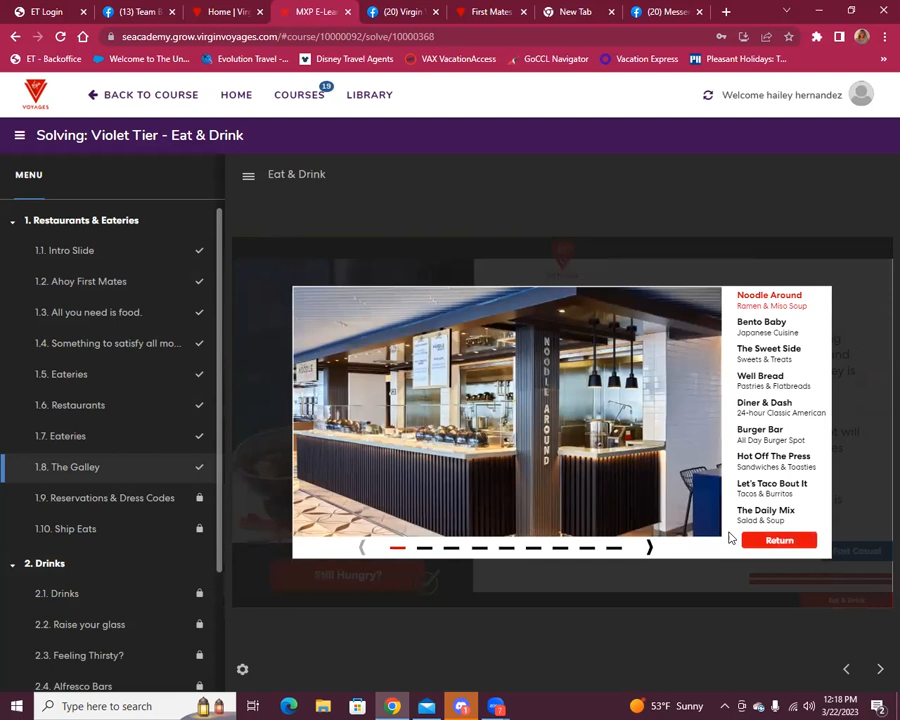 ET Login
(13) Team B
Home | Virg
MXP E-Lea
(20) Virgin
First Mates
New Tab
(20) Messe
seacademy.grow.virginvoyages.com/#course/10000092/solve/10000368
ET - Backoffice
Welcome to The Un...
Evolution Travel -...
Disney Travel Agents
VAX VacationAccess
GoCCL Navigator
Vacation Express
Pleasant Holidays: T...
VOYAGES
BACK TO COURSE
HOME
COURSES
19
LIBRARY
Welcome hailey hernandez
Solving: Violet Tier - Eat & Drink
MENU
Eat & Drink
1. Restaurants & Eateries
1.1. Intro Slide
1.2. Ahoy First Mates
1.3. All you need is food.
1.4. Something to satisfy all mo...
1.5. Eateries
1.6. Restaurants
1.7. Eateries
1.8. The Galley
1.9. Reservations & Dress Codes
1.10. Ship Eats
2. Drinks
2.1. Drinks
2.2. Raise your glass
2.3. Feeling Thirsty?
2.4. Alfresco Bars
NOODLE AROUND
Noodle Around
Ramen & Miso Soup
Bento Baby
Japanese Cuisine
The Sweet Side
Sweets & Treats
Well Bread
Pastries & Flatbreads
Diner & Dash
24-hour Classic American
Burger Bar
All Day Burger Spot
Hot Off The Press
Sandwiches & Toasties
Let's Taco Bout It
Tacos & Burritos
The Daily Mix
Salad & Soup
Return
Still Hungry?
Fast Casual
Eat & Drink
Type here to search
53°F Sunny
12:18 PM
3/22/2023
2